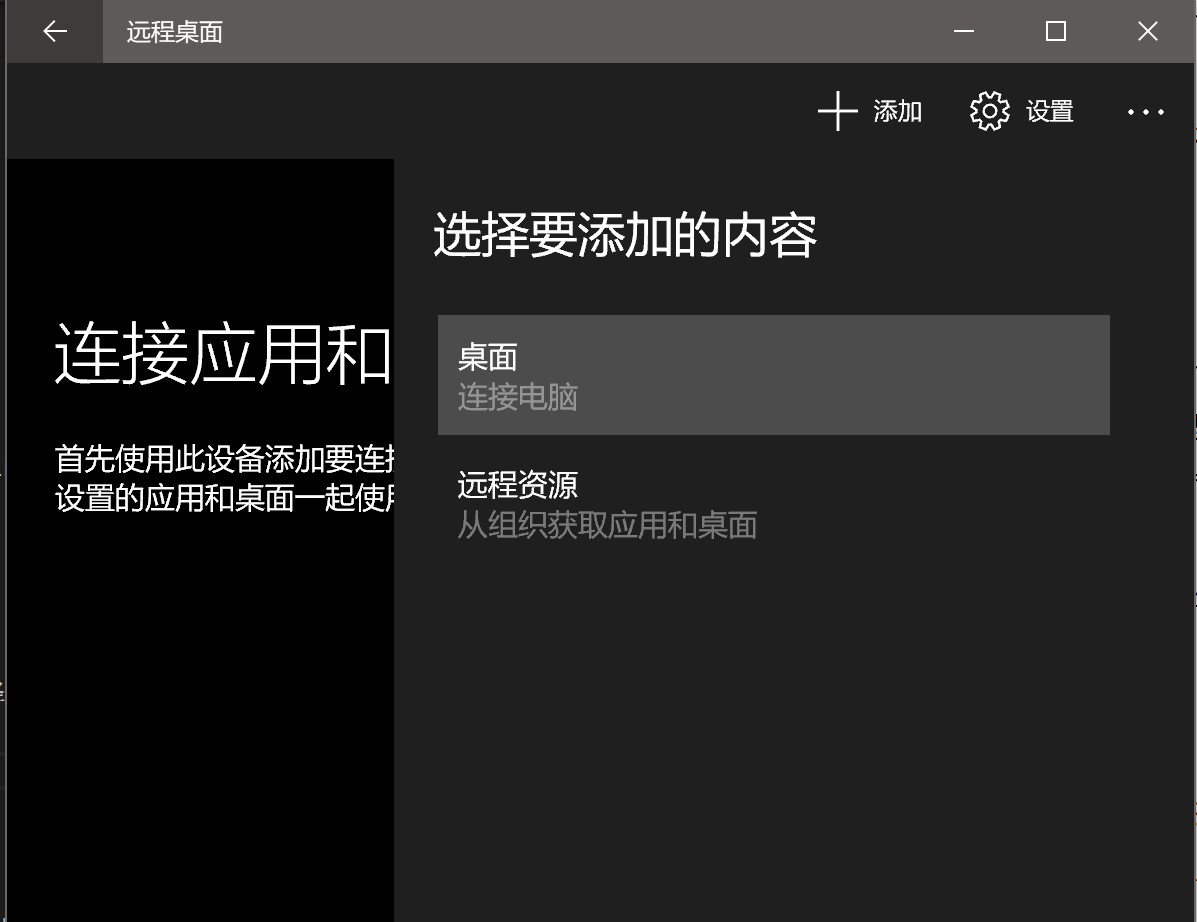 远程桌面
添加
设置
选择要添加的内容
连接应用和
桌面
连接电脑
首先使用此设备添加要连接
设置的应用和桌面一起使用
远程资源
从组织获取应用和桌面